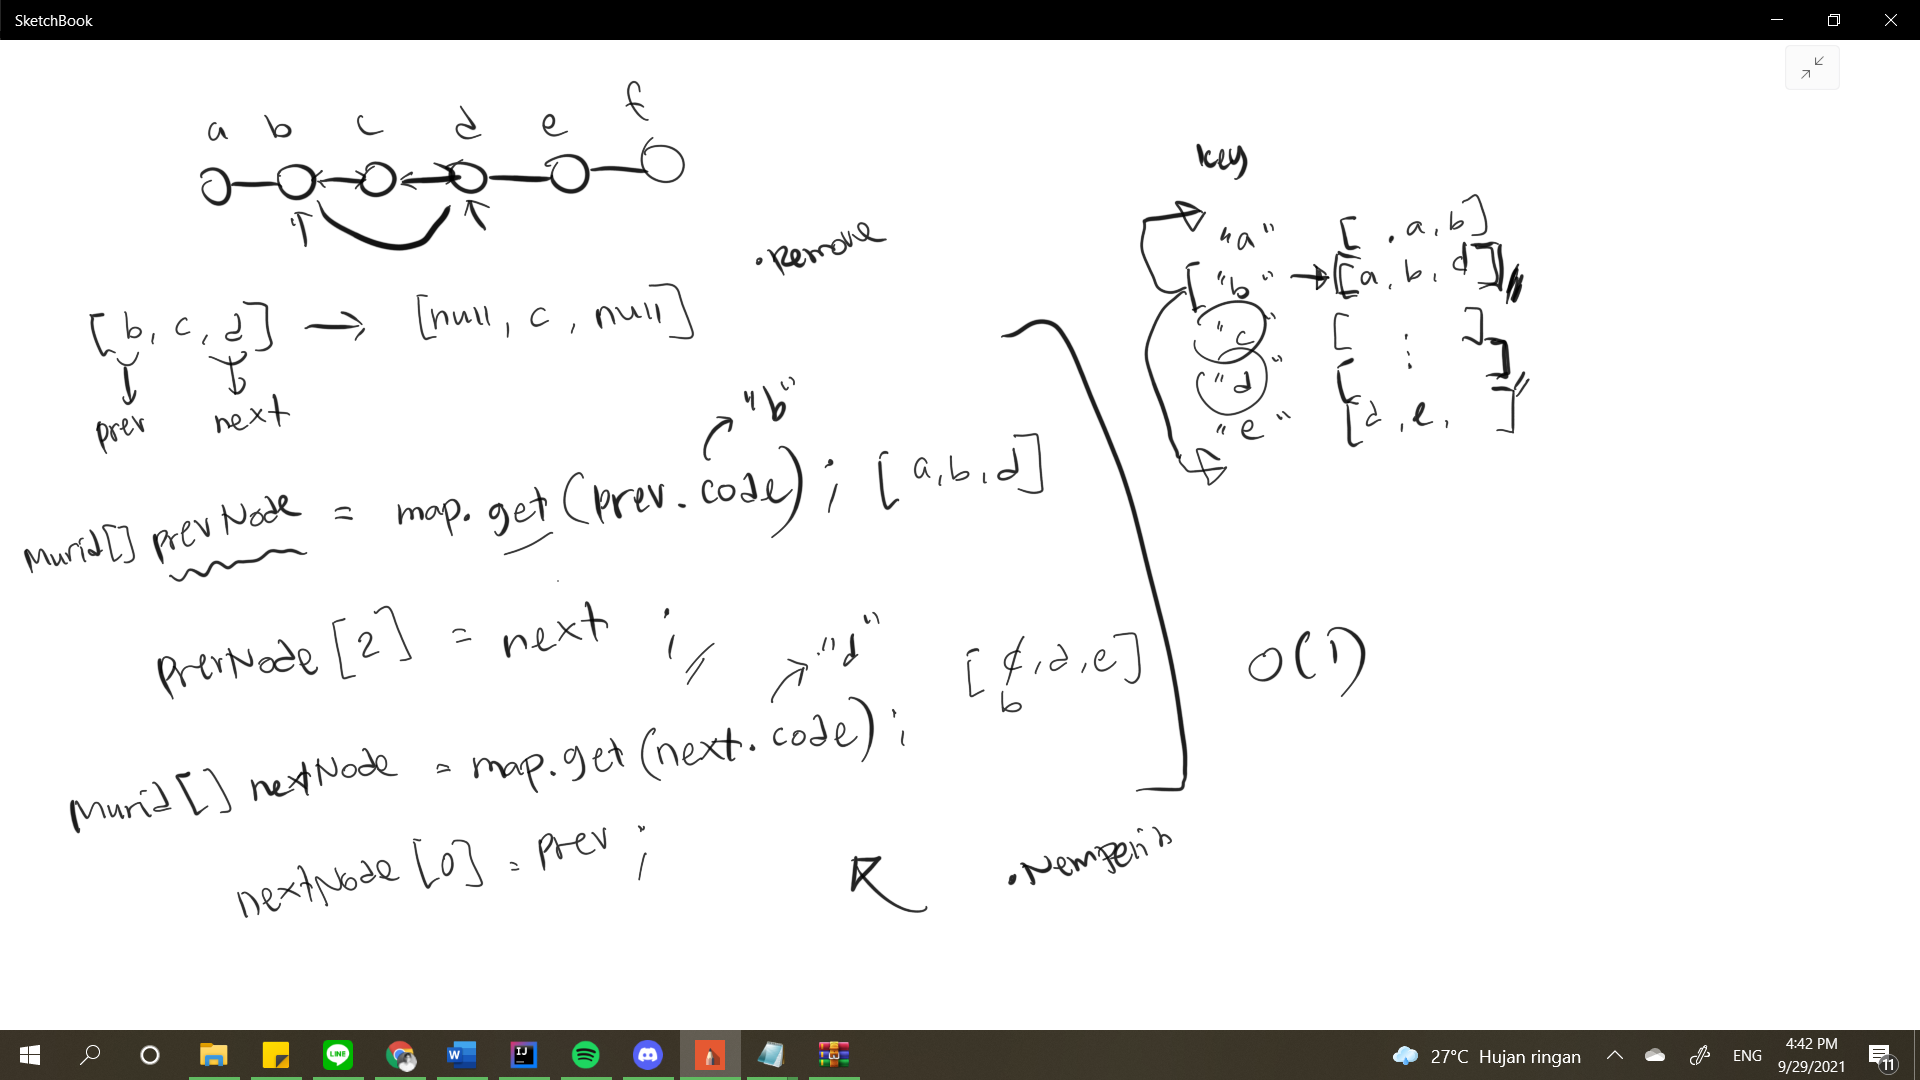 SketchBook
a b c d e f
• Remove
[b, c, d] → [null, c, null]
prev next
"b"
Murid[] prevNode = map.get(prev.code); [a, b, d]
prevNode[2] = next;
"d"
[c, d, e]
b
Murid[] nextNode = map.get(next.code);
nextNode[0] = prev;
key
"a" [ . a, b]
["b" → [a, b, d]
"c" [ : ]
"d" [ ]
"e" [d, e, ]
O(1)
27°C Hujan ringan
ENG
4:42 PM
9/29/2021
11